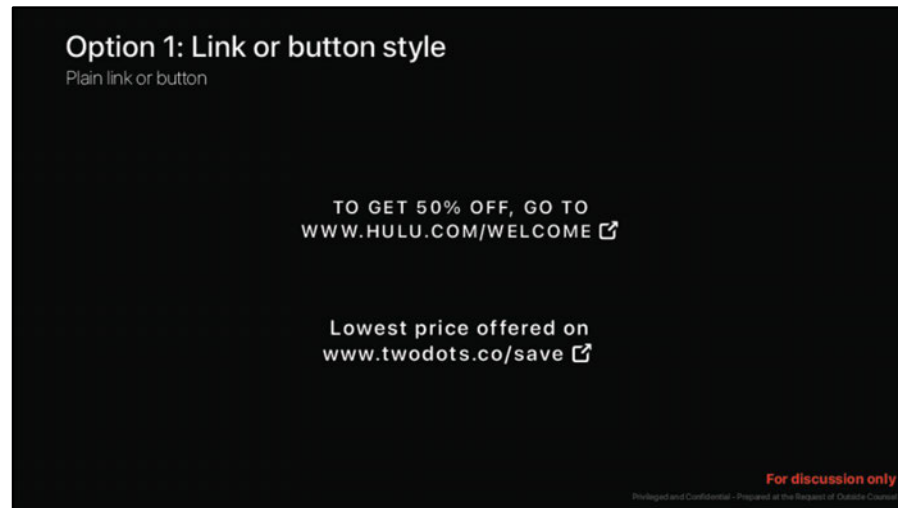 Option 1: Link or button style
Plain link or button
TO GET 50% OFF, GO TO
WWW.HULU.COM/WELCOME
Lowest price offered on
www.twodots.co/save
For discussion only
Privileged and Confidential - Prepared at the Request of Outside Counsel